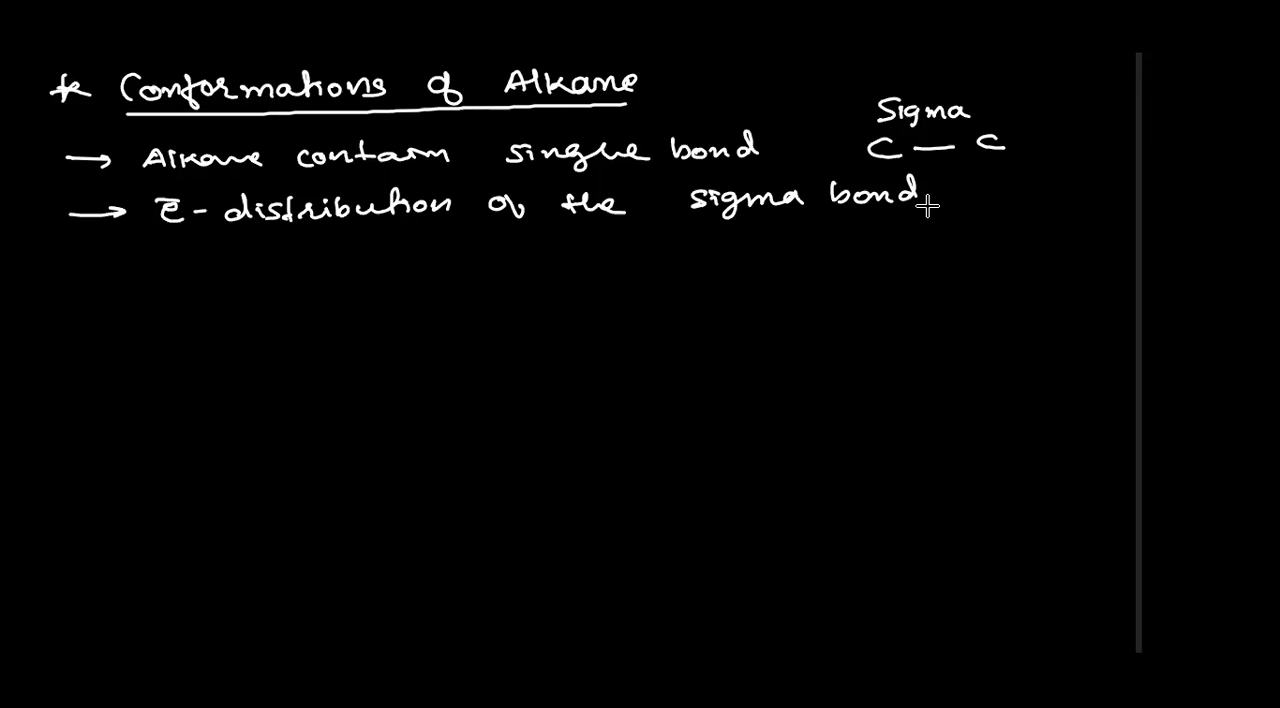 * Conformations of Alkane
→ Alkane contain single bond
Sigma
C — C
→ e̅ - distribution of the sigma bond